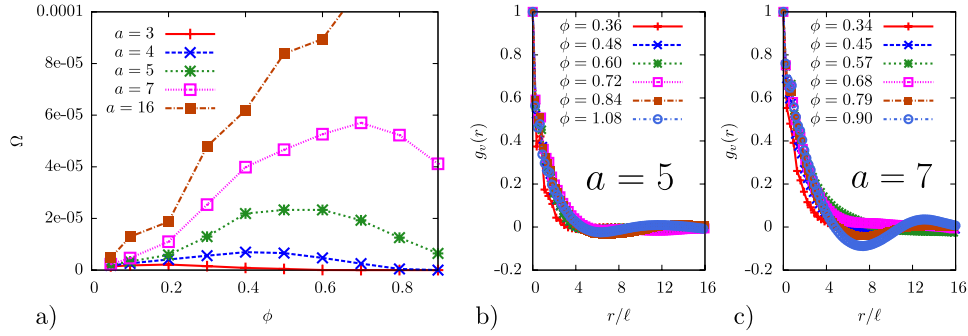 0.0001
8e-05
6e-05
4e-05
2e-05
0
Ω
a = 3
a = 4
a = 5
a = 7
a = 16
0 0.2 0.4 0.6 0.8
a)
ϕ
1
0.8
0.6
0.4
0.2
0
−0.2
g_v(r)
ϕ = 0.36
ϕ = 0.48
ϕ = 0.60
ϕ = 0.72
ϕ = 0.84
ϕ = 1.08
a = 5
0 4 8 12 16
b)
r/ℓ
1
0.8
0.6
0.4
0.2
0
−0.2
g_v(r)
ϕ = 0.34
ϕ = 0.45
ϕ = 0.57
ϕ = 0.68
ϕ = 0.79
ϕ = 0.90
a = 7
0 4 8 12 16
c)
r/ℓ